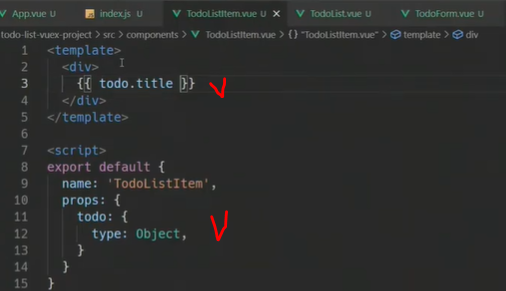 App.vue U index.js U TodoListItem.vue U TodoList.vue U TodoForm.vue U
todo-list-vuex-project > src > components > TodoListItem.vue > {} "TodoListItem.vue" > template > div
1 <template>
2 <div>
3 {{ todo.title }}
4 </div>
5 </template>
6
7 <script>
8 export default {
9 name: 'TodoListItem',
10 props: {
11 todo: {
12 type: Object,
13 }
14 }
15 }